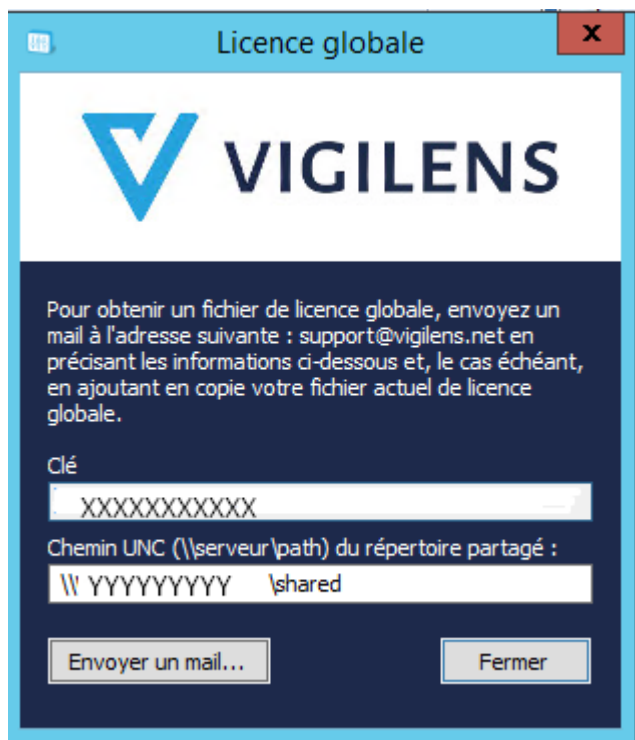 Licence globale
x
VIGILENS
Pour obtenir un fichier de licence globale, envoyez un
mail à l'adresse suivante : support@vigilens.net en
précisant les informations ci-dessous et, le cas échéant,
en ajoutant en copie votre fichier actuel de licence
globale.
Clé
XXXXXXXXXXX
Chemin UNC (\\serveur\path) du répertoire partagé :
\\ YYYYYYYYY \shared
Envoyer un mail... Fermer